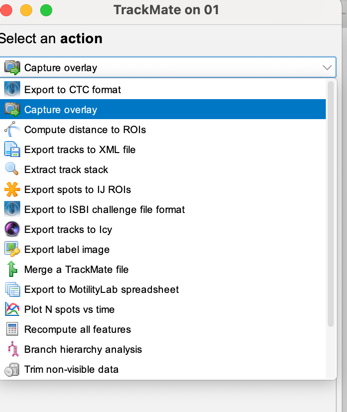 TrackMate on 01
Select an action
Capture overlay
Export to CTC format
Capture overlay
Compute distance to ROIs
Export tracks to XML file
Extract track stack
Export spots to IJ ROIs
Export to ISBI challenge file format
Export tracks to Icy
Export label image
Merge a TrackMate file
Export to MotilityLab spreadsheet
Plot N spots vs time
Recompute all features
Branch hierarchy analysis
Trim non-visible data